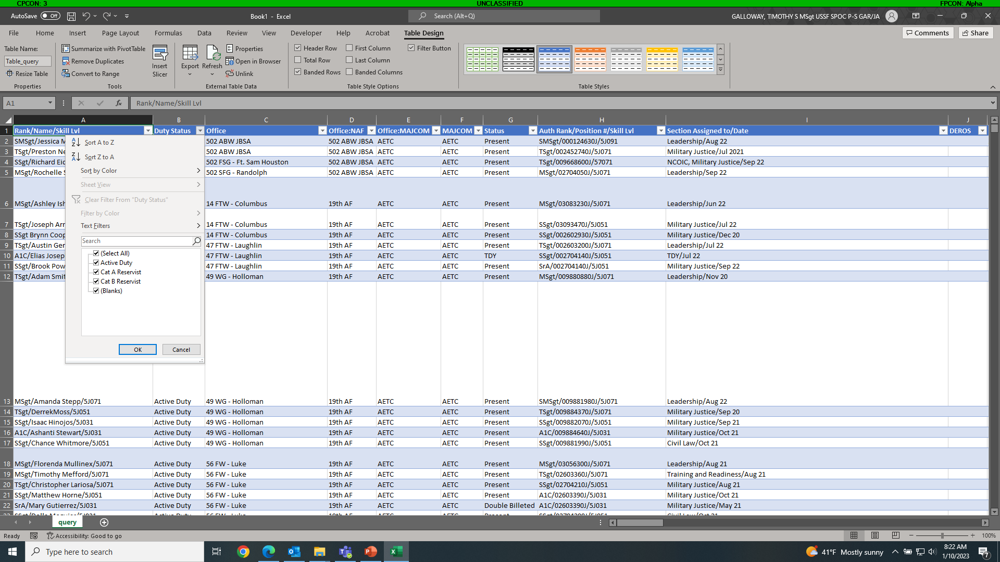 CPCON: 3 UNCLASSIFIED FPCON: Alpha
AutoSave Off Book1 - Excel Search (Alt+Q) GALLOWAY, TIMOTHY S MSgt USSF SPOC P-S GAR/JA
File Home Insert Page Layout Formulas Data Review View Developer Help Acrobat Table Design Comments Share
Table Name: Summarize with PivotTable Properties Header Row First Column Filter Button
Table_query Remove Duplicates Insert Slicer Export Refresh Open in Browser Total Row Last Column
Resize Table Convert to Range Unlink Banded Rows Banded Columns
Properties Tools External Table Data Table Style Options Table Styles
A1 fx Rank/Name/Skill Lvl
A B C D E F G H I J
1 Rank/Name/Skill Lvl Duty Status Office Office:NAF Office:MAJCOM MAJCOM Status Auth Rank/Position #/Skill Lvl Section Assigned to/Date DEROS
2 SMSgt/Jessica M 502 ABW JBSA 502 ABW JBSA AETC AETC Present SMSgt/000124630J/5J091 Leadership/Aug 22
3 TSgt/Preston Ne 502 ABW JBSA 502 ABW JBSA AETC AETC Present TSgt/002452740J/5J071 Military Justice/Jul 2021
4 SSgt/Richard Eic 502 FSG - Ft. Sam Houston 502 ABW JBSA AETC AETC Present TSgt/009668600J/57071 NCOIC, Military Justice/Sep 22
5 MSgt/Rochelle S 502 SFG - Randolph 502 ABW JBSA AETC AETC Present MSgt/02704050J/5J071 Leadership/Sep 22
6 MSgt/Ashley Ish 14 FTW - Columbus 19th AF AETC AETC Present MSgt/03083230J/5J071 Leadership/Jun 22
7 TSgt/Joseph Arr 14 FTW - Columbus 19th AF AETC AETC Present SSgt/03093470J/5J051 Military Justice/Jul 22
8 SSgt Brynn Coop 14 FTW - Columbus 19th AF AETC AETC Present SSgt/002602930J/5J051 Military Justice/Dec 20
9 TSgt/Austin Ger 47 FTW - Laughlin 19th AF AETC AETC Present TSgt/002603200J/5J071 Leadership/Jul 22
10 A1C/Elias Josep 47 FTW - Laughlin 19th AF AETC AETC TDY SSgt/002704140J/5J051 TDY/Jul 22
11 SSgt/Brook Pow 47 FTW - Laughlin 19th AF AETC AETC Present SrA/002704140J/5J051 Military Justice/Sep 22
12 TSgt/Adam Smit 49 WG - Holloman 19th AF AETC AETC Present MSgt/009880880J/5J071 Leadership/Nov 20
Sort A to Z
Sort Z to A
Sort by Color
Sheet View
Clear Filter From "Duty Status"
Filter by Color
Text Filters
Search
(Select All)
Active Duty
Cat A Reservist
Cat B Reservist
(Blanks)
OK Cancel
13 MSgt/Amanda Stepp/5J071 Active Duty 49 WG - Holloman 19th AF AETC AETC Present SMSgt/009881980J/5J071 Leadership/Aug 22
14 TSgt/DerrekMoss/5J051 Active Duty 49 WG - Holloman 19th AF AETC AETC Present TSgt/009884370J/5J071 Military Justice/Sep 20
15 SSgt/Isaac Hinojos/5J031 Active Duty 49 WG - Holloman 19th AF AETC AETC Present SSgt/009882070J/5J051 Military Justice/Sep 21
16 A1C/Ashanti Stewart/5J031 Active Duty 49 WG - Holloman 19th AF AETC AETC Present A1C/009884640J/5J031 Military Justice/Oct 21
17 SSgt/Chance Whitmore/5J051 Active Duty 49 WG - Holloman 19th AF AETC AETC Present SSgt/009881990J/5J051 Civil Law/Oct 21
18 MSgt/Florenda Mullinex/5J071 Active Duty 56 FW - Luke 19th AF AETC AETC Present MSgt/03056300J/5J071 Leadership/Aug 21
19 MSgt/Timothy Mefford/5J071 Active Duty 56 FW - Luke 19th AF AETC AETC Present TSgt/02603360J/5J071 Training and Readiness/Aug 21
20 TSgt/Christopher Lariosa/5J071 Active Duty 56 FW - Luke 19th AF AETC AETC Present SSgt/02704210J/5J051 Military Justice/Aug 21
21 SSgt/Matthew Horne/5J051 Active Duty 56 FW - Luke 19th AF AETC AETC Present A1C/02603390J/5J031 Military Justice/Oct 21
22 SrA/Mary Gutierrez/5J031 Active Duty 56 FW - Luke 19th AF AETC AETC Double Billeted A1C/02603390J/5J031 Military Justice/May 21
query
Ready Accessibility: Good to go 100%
Type here to search 41°F Mostly sunny 8:22 AM
1/10/2023 7